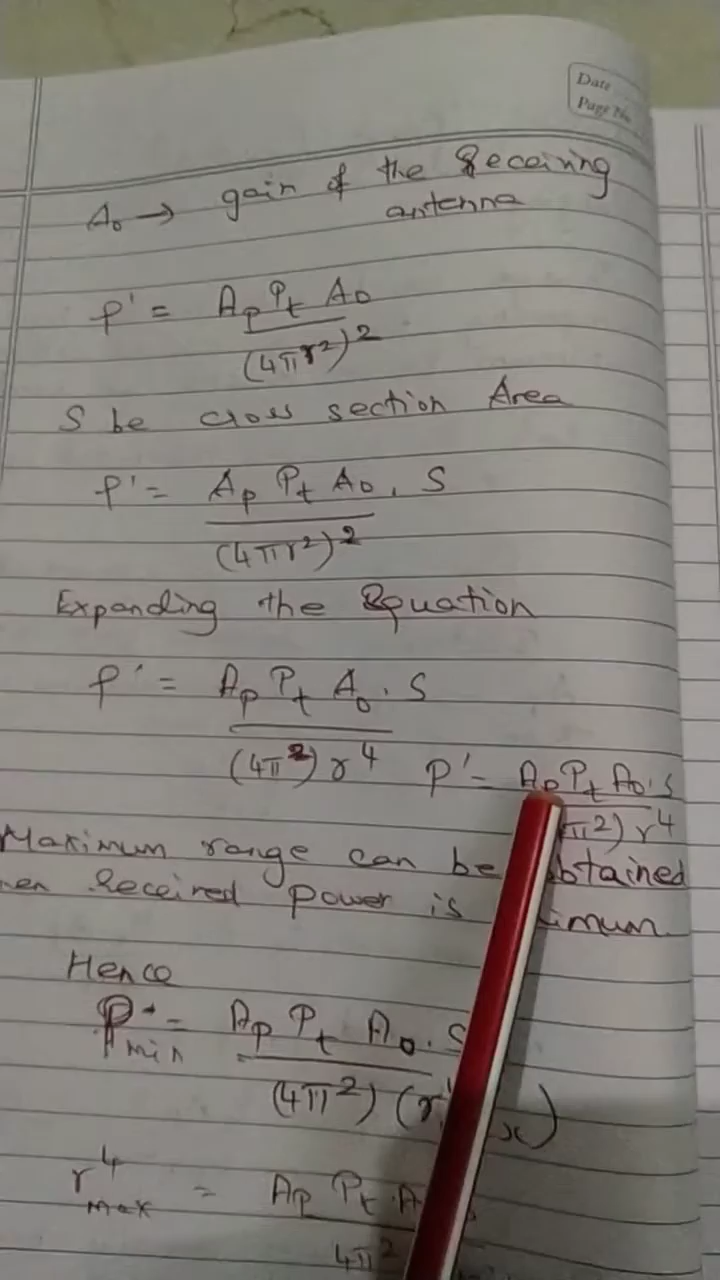 Date
Page No.
A₀ → gain of the Receiving
antenna
P' = Ap Pt A₀
(4πr²)²
S be cross section Area
P' = Ap Pt A₀ . S
(4πr²)²
Expanding the Equation
P' = Ap Pt A₀ . S
(4π²) r⁴ P' = Ap Pt A₀ . S
π²) r⁴
Maximum range can be obtained
Received power is
Hence
P'min = Ap Pt A₀ . S
(4π²) (r
r⁴max = Ap Pt . A
4π²